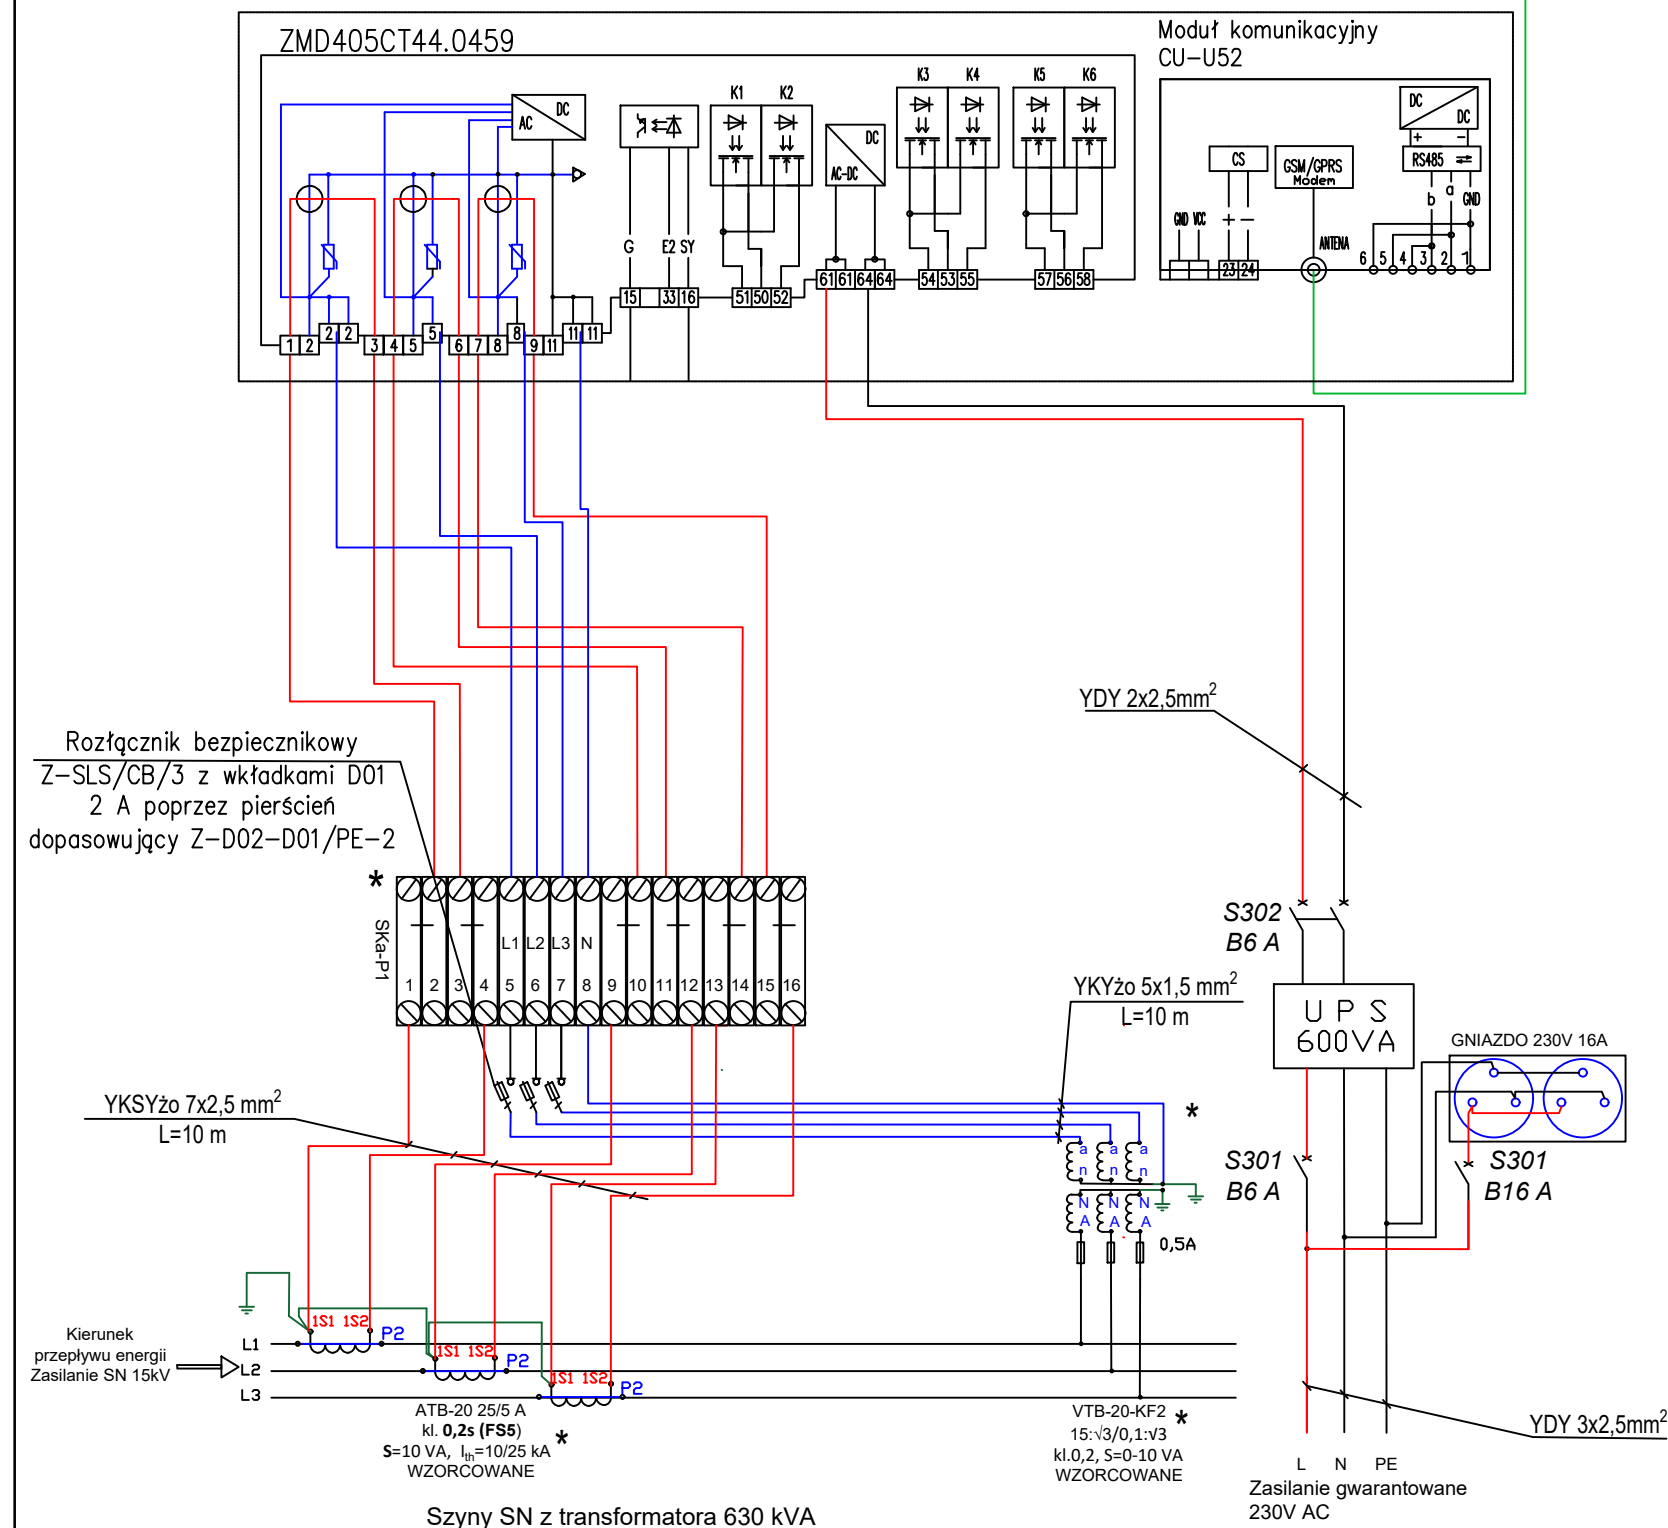 ZMD405CT44.0459
Moduł komunikacyjny
CU-U52
AC DC
K1 K2
AC-DC DC
K3 K4
K5 K6
DC DC
+ −
RS485
b a GND
CS
+ −
GSM/GPRS
Modem
GND VCC
ANTENA
G E2 SY
23 24
6 5 4 3 2 1
15 33 16
51 50 52
61 61 64 64
54 53 55
57 56 58
1 2 2 2 3 4 5 5 6 7 8 8 9 11 11 11
YDY 2x2,5mm²
Rozłącznik bezpiecznikowy
Z-SLS/CB/3 z wkładkami D01
2 A poprzez pierścień
dopasowujący Z-D02-D01/PE-2
*
SKa-P1
L1 L2 L3 N
1 2 3 4 5 6 7 8 9 10 11 12 13 14 15 16
S302
B6 A
YKYżo 5x1,5 mm²
L=10 m
UPS
600VA
GNIAZDO 230V 16A
YKSYżo 7x2,5 mm²
L=10 m
*
a a a
n n n
N N N
A A A
0,5A
S301
B6 A
S301
B16 A
Kierunek
przepływu energii
Zasilanie SN 15kV
L1
L2
L3
1S1 1S2 P2
1S1 1S2 P2
1S1 1S2 P2
ATB-20 25/5 A
kl. 0,2s (FS5)
S=10 VA, Ith=10/25 kA *
WZORCOWANE
VTB-20-KF2 *
15:√3/0,1:√3
kl.0,2, S=0-10 VA
WZORCOWANE
YDY 3x2,5mm²
L N PE
Zasilanie gwarantowane
230V AC
Szyny SN z transformatora 630 kVA